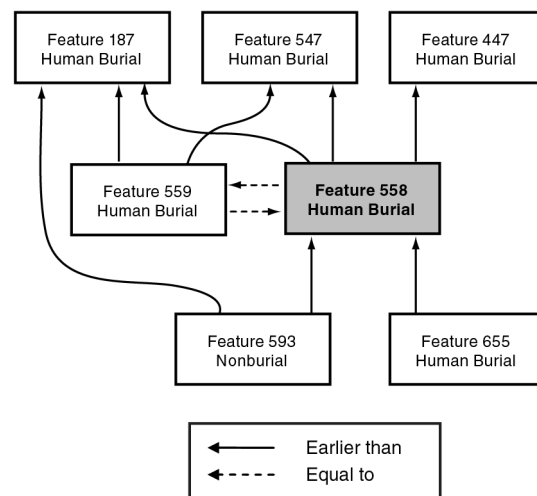 Feature 187
Human Burial
Feature 547
Human Burial
Feature 447
Human Burial
Feature 559
Human Burial
Feature 558
Human Burial
Feature 593
Nonburial
Feature 655
Human Burial
Earlier than
Equal to